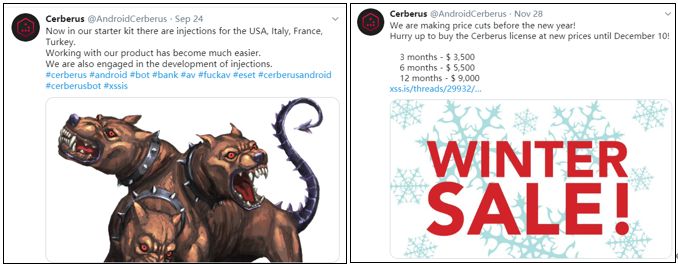 Cerberus @AndroidCerberus · Sep 24
Now in our starter kit there are injections for the USA, Italy, France,
Turkey.
Working with our product has become much easier.
We are also engaged in the development of injections.
#cerberus #android #bot #bank #av #fuckav #eset #cerberusandroid
#cerberusbot #xssis
Cerberus @AndroidCerberus · Nov 28
We are making price cuts before the new year!
Hurry up to buy the Cerberus license at new prices until December 10!
3 months - $ 3,500
6 months - $ 5,500
12 months - $ 9,000
xss.is/threads/29932/...
WINTER
SALE!